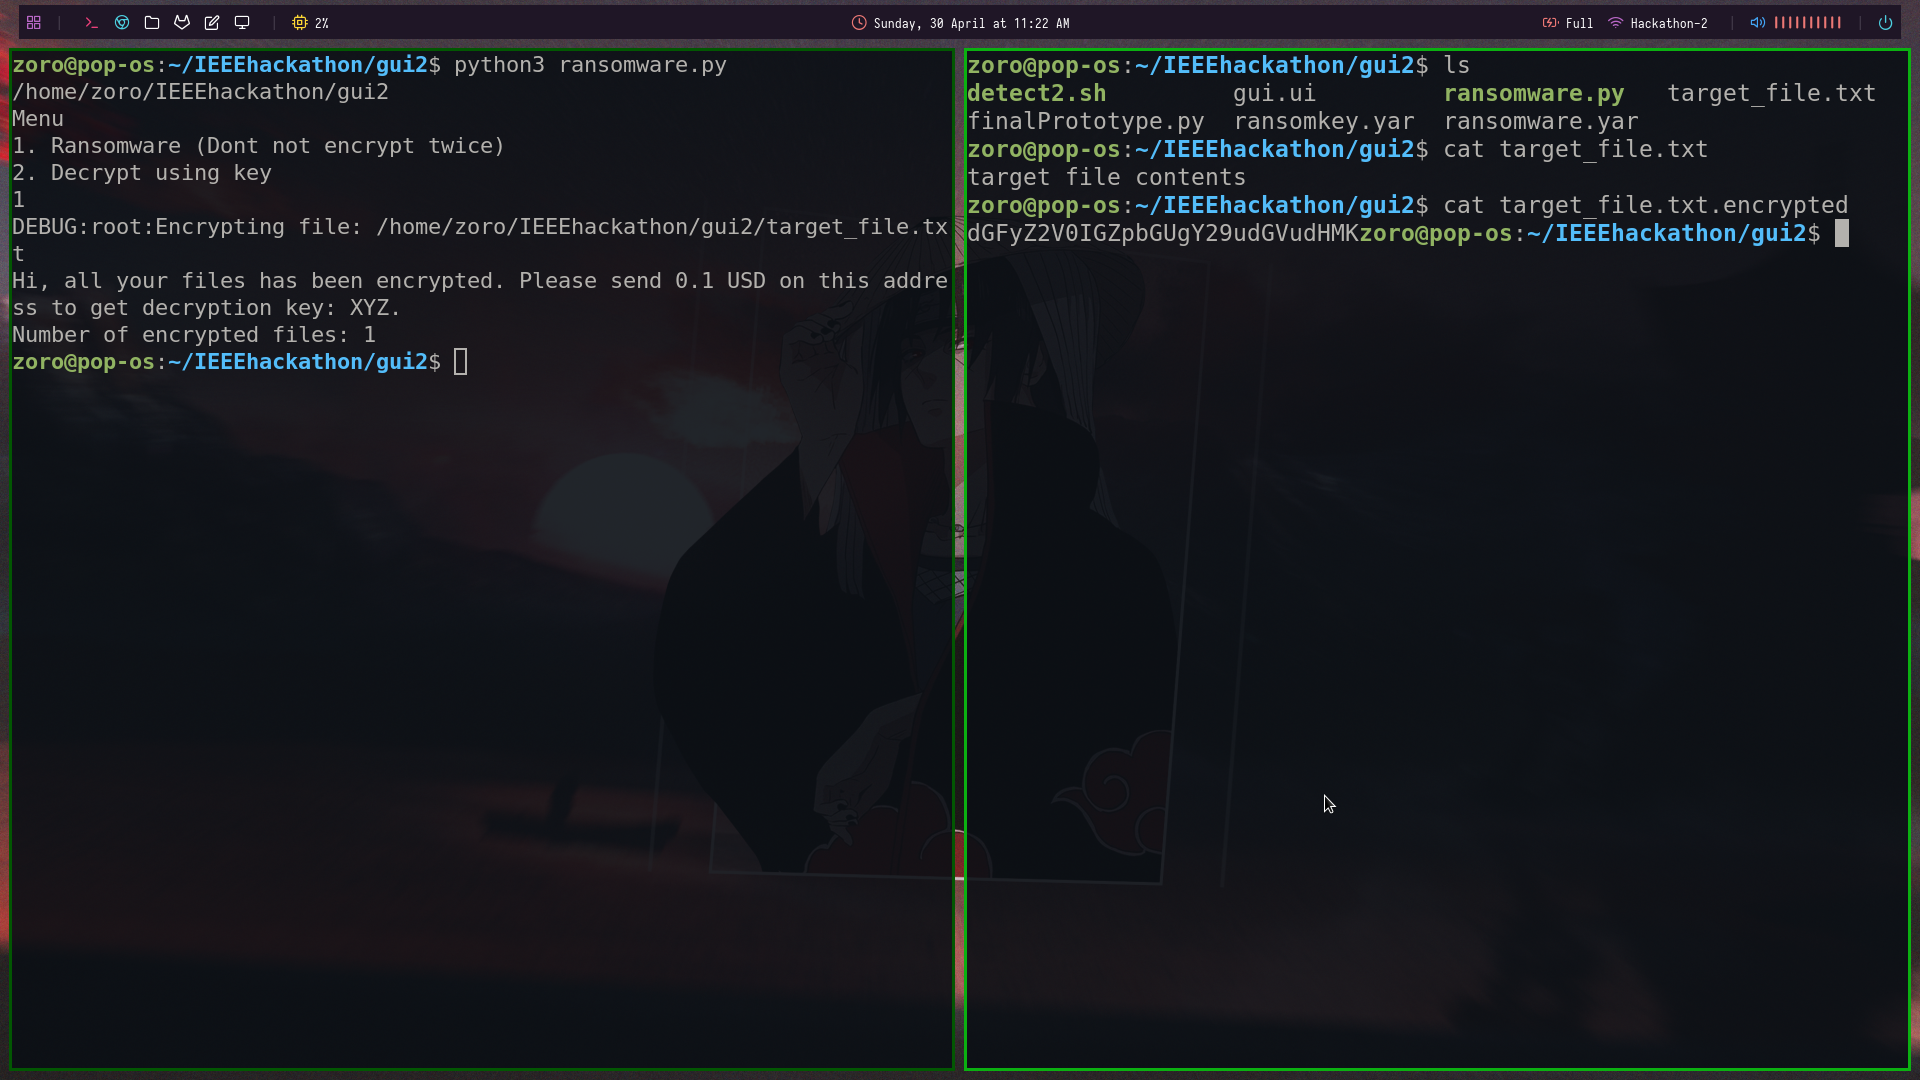 2%
Sunday, 30 April at 11:22 AM
Full
Hackathon-2
zoro@pop-os:~/IEEEhackathon/gui2$ python3 ransomware.py
/home/zoro/IEEEhackathon/gui2
Menu
1. Ransomware (Dont not encrypt twice)
2. Decrypt using key
1
DEBUG:root:Encrypting file: /home/zoro/IEEEhackathon/gui2/target_file.tx
t
Hi, all your files has been encrypted. Please send 0.1 USD on this addre
ss to get decryption key: XYZ.
Number of encrypted files: 1
zoro@pop-os:~/IEEEhackathon/gui2$
zoro@pop-os:~/IEEEhackathon/gui2$ ls
detect2.sh gui.ui ransomware.py target_file.txt
finalPrototype.py ransomkey.yar ransomware.yar
zoro@pop-os:~/IEEEhackathon/gui2$ cat target_file.txt
target file contents
zoro@pop-os:~/IEEEhackathon/gui2$ cat target_file.txt.encrypted
dGFyZ2V0IGZpbGUgY29udGVudHMKzoro@pop-os:~/IEEEhackathon/gui2$